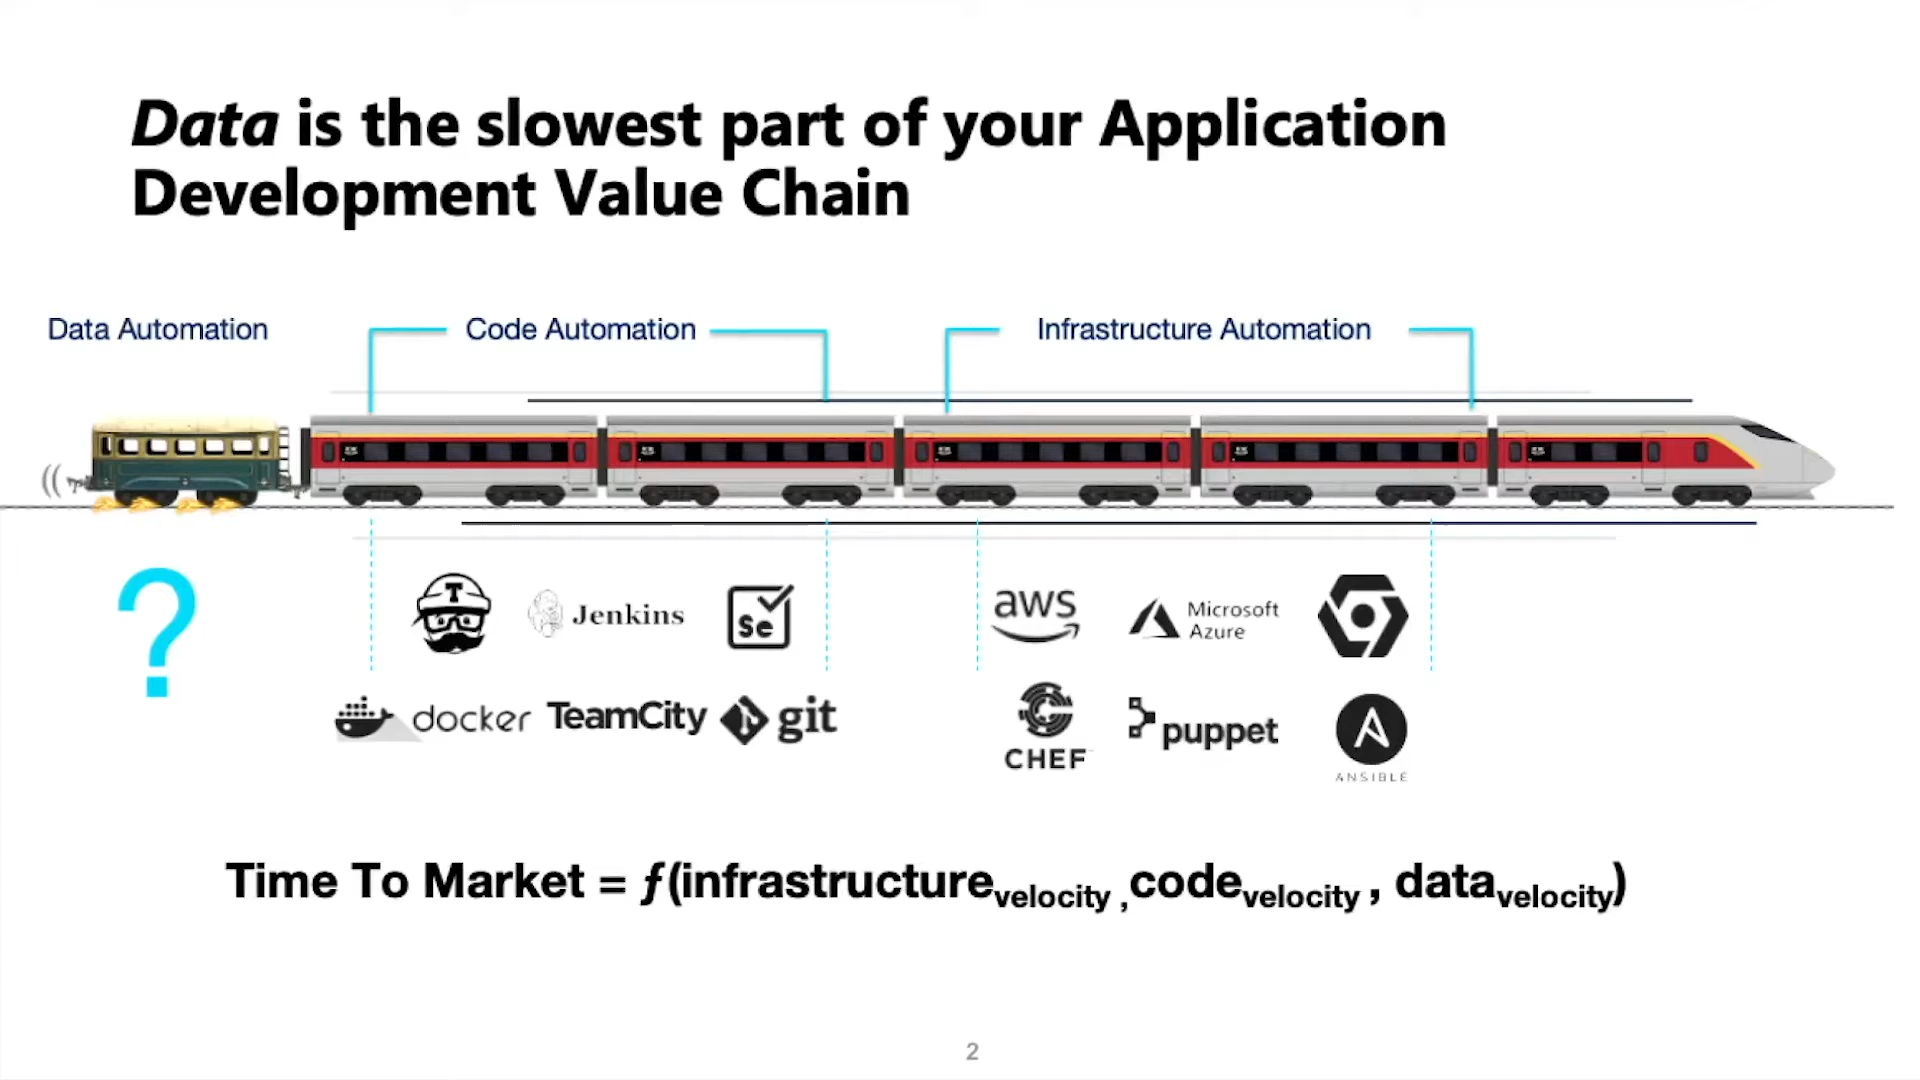 Data is the slowest part of your Application
Development Value Chain
Data Automation
Code Automation
Infrastructure Automation
?
T
Jenkins
Se
docker
TeamCity
git
aws
Microsoft
Azure
CHEF
puppet
A
ANSIBLE
Time To Market = ƒ(infrastructurevelocity ,codevelocity , datavelocity)
2